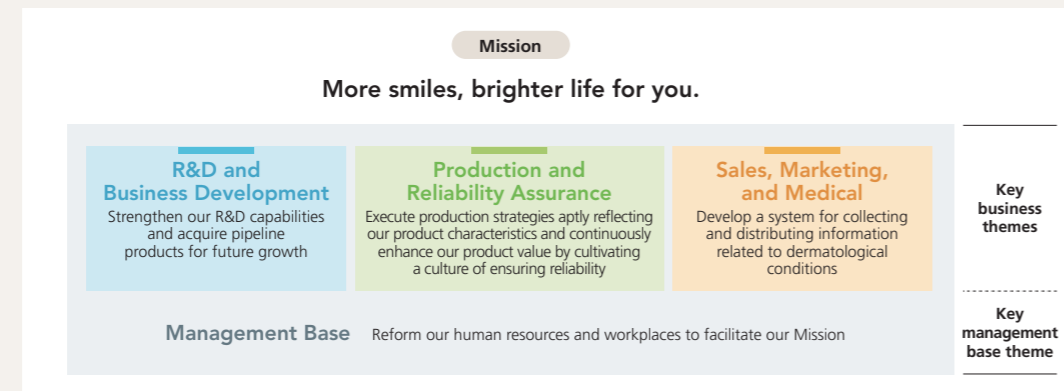 Mission
More smiles, brighter life for you.
R&D and
Business Development
Strengthen our R&D capabilities
and acquire pipeline
products for future growth
Production and
Reliability Assurance
Execute production strategies aptly reflecting
our product characteristics and continuously
enhance our product value by cultivating
a culture of ensuring reliability
Sales, Marketing,
and Medical
Develop a system for collecting
and distributing information
related to dermatological
conditions
Key
business
themes
Management Base Reform our human resources and workplaces to facilitate our Mission
Key
management
base theme